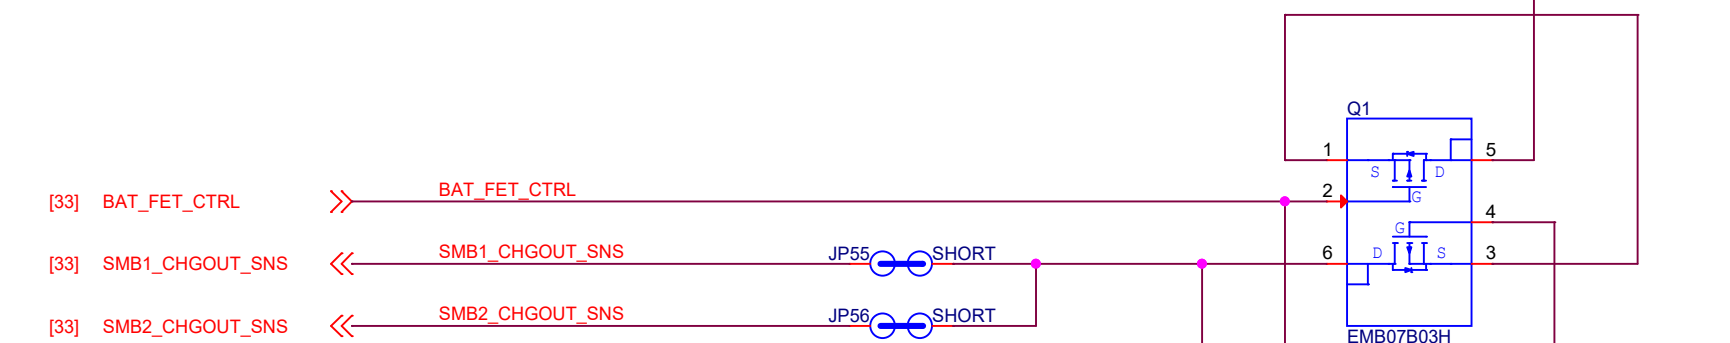 Q1
1
5
S
D
[33] BAT_FET_CTRL
BAT_FET_CTRL
2
G
4
G
[33] SMB1_CHGOUT_SNS
SMB1_CHGOUT_SNS
JP55
SHORT
6
D
S
3
[33] SMB2_CHGOUT_SNS
SMB2_CHGOUT_SNS
JP56
SHORT
EMB07B03H